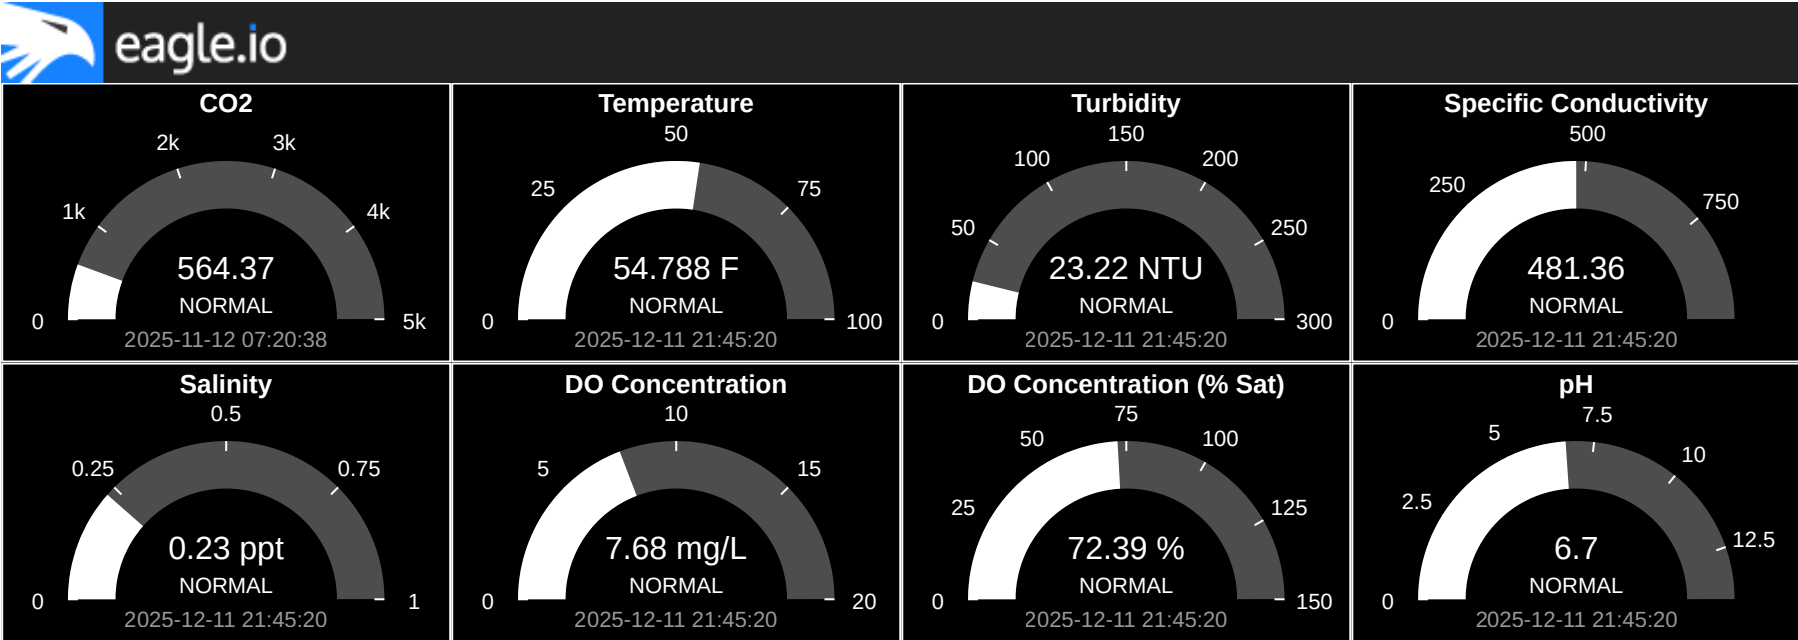 eagle.io
CO2
2k
3k
1k
4k
564.37
NORMAL
0
5k
2025-11-12 07:20:38
Temperature
50
25
75
54.788 F
NORMAL
0
100
2025-12-11 21:45:20
Turbidity
150
100
200
50
250
23.22 NTU
NORMAL
0
300
2025-12-11 21:45:20
Specific Conductivity
500
250
750
481.36
NORMAL
0
2025-12-11 21:45:20
Salinity
0.5
0.25
0.75
0.23 ppt
NORMAL
0
1
2025-12-11 21:45:20
DO Concentration
10
5
15
7.68 mg/L
NORMAL
0
20
2025-12-11 21:45:20
DO Concentration (% Sat)
75
50
100
25
125
72.39 %
NORMAL
0
150
2025-12-11 21:45:20
pH
7.5
5
10
2.5
12.5
6.7
NORMAL
0
2025-12-11 21:45:20